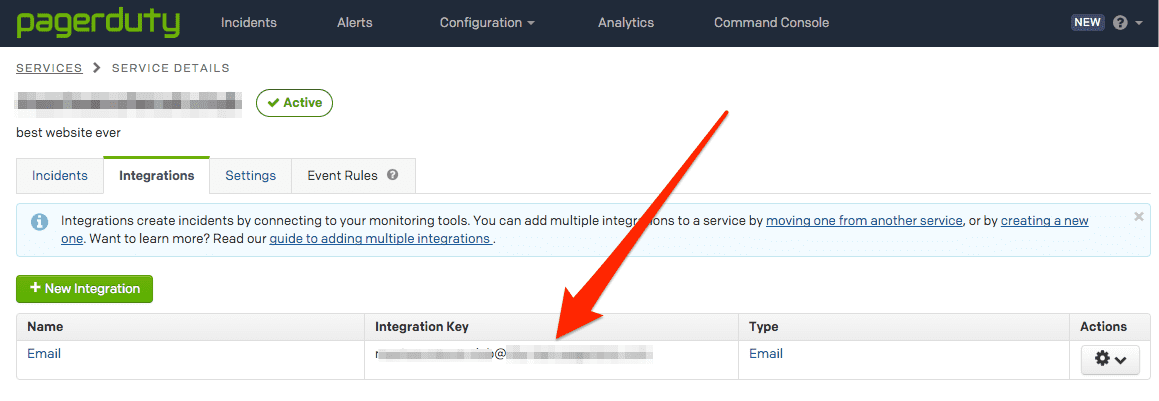 pagerduty Incidents Alerts Configuration Analytics Command Console NEW ?
SERVICES > SERVICE DETAILS
Active
best website ever
Incidents Integrations Settings Event Rules ?
Integrations create incidents by connecting to your monitoring tools. You can add multiple integrations to a service by moving one from another service, or by creating a new
one. Want to learn more? Read our guide to adding multiple integrations .
+ New Integration
Name Integration Key Type Actions
Email @ Email